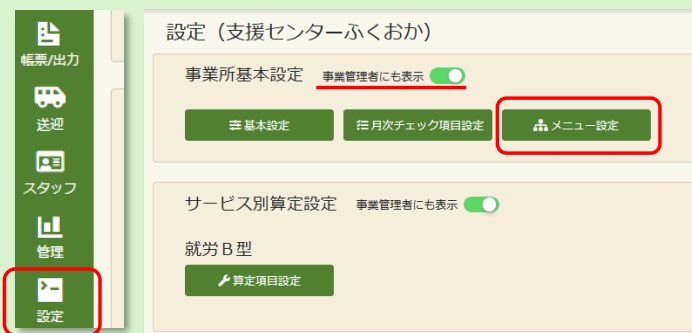 帳票/出力
送迎
スタッフ
管理
設定
設定（支援センターふくおか）
事業所基本設定 事業管理者にも表示
基本設定 月次チェック項目設定 メニュー設定
サービス別算定設定 事業管理者にも表示
就労Ｂ型
算定項目設定